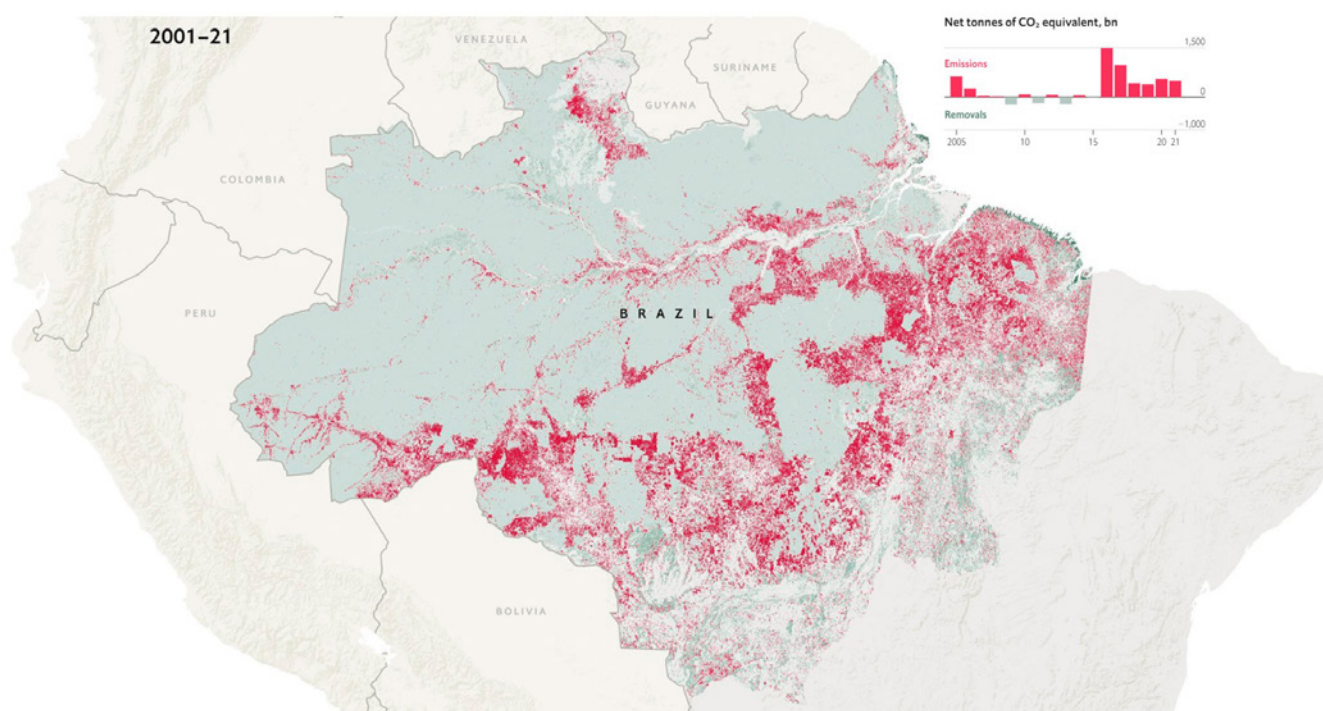 2001–21
Net tonnes of CO₂ equivalent, bn
1,500
Emissions
0
Removals
-1,000
2005 10 15 20 21
VENEZUELA
SURINAME
GUYANA
COLOMBIA
PERU
BRAZIL
BOLIVIA